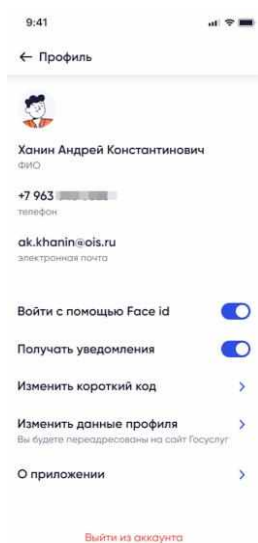 9:41
← Профиль
Ханин Андрей Константинович
ФИО
+7 963
телефон
ak.khanin@ois.ru
электронная почта
Войти с помощью Face id
Получать уведомления
Изменить короткий код
Изменить данные профиля
Вы будете переадресованы на сайт Госуслуг
О приложении
Выйти из аккаунта